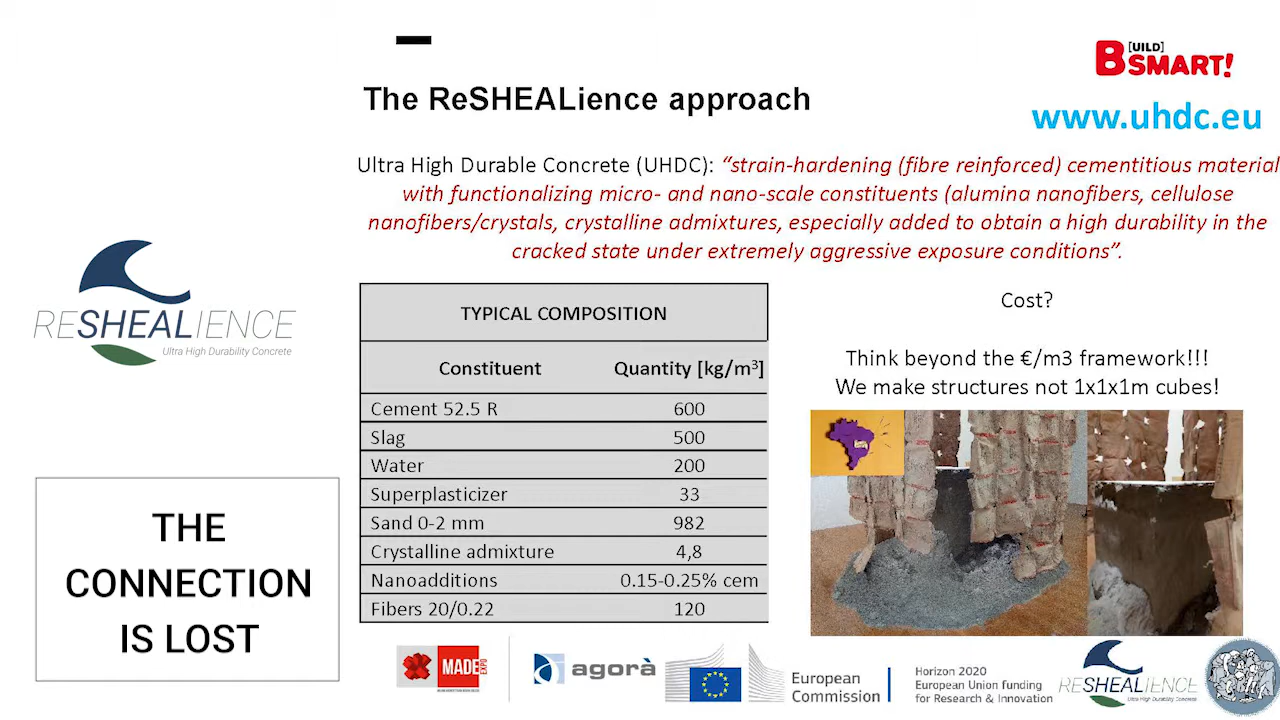 B[UILD]
SMART!
The ReSHEALience approach
www.uhdc.eu
Ultra High Durable Concrete (UHDC): “strain-hardening (fibre reinforced) cementitious material
with functionalizing micro- and nano-scale constituents (alumina nanofibers, cellulose
nanofibers/crystals, crystalline admixtures, especially added to obtain a high durability in the
cracked state under extremely aggressive exposure conditions”.
RESHEALIENCE
Ultra High Durability Concrete
TYPICAL COMPOSITION
Constituent Quantity [kg/m³]
Cement 52.5 R 600
Slag 500
Water 200
Superplasticizer 33
Sand 0-2 mm 982
Crystalline admixture 4,8
Nanoadditions 0.15-0.25% cem
Fibers 20/0.22 120
Cost?
Think beyond the €/m3 framework!!!
We make structures not 1x1x1m cubes!
THE
CONNECTION
IS LOST
MADE
EXPO
agorà
European
Commission
Horizon 2020
European Union funding
for Research & Innovation
RESHEALIENCE
Ultra High Durability Concrete